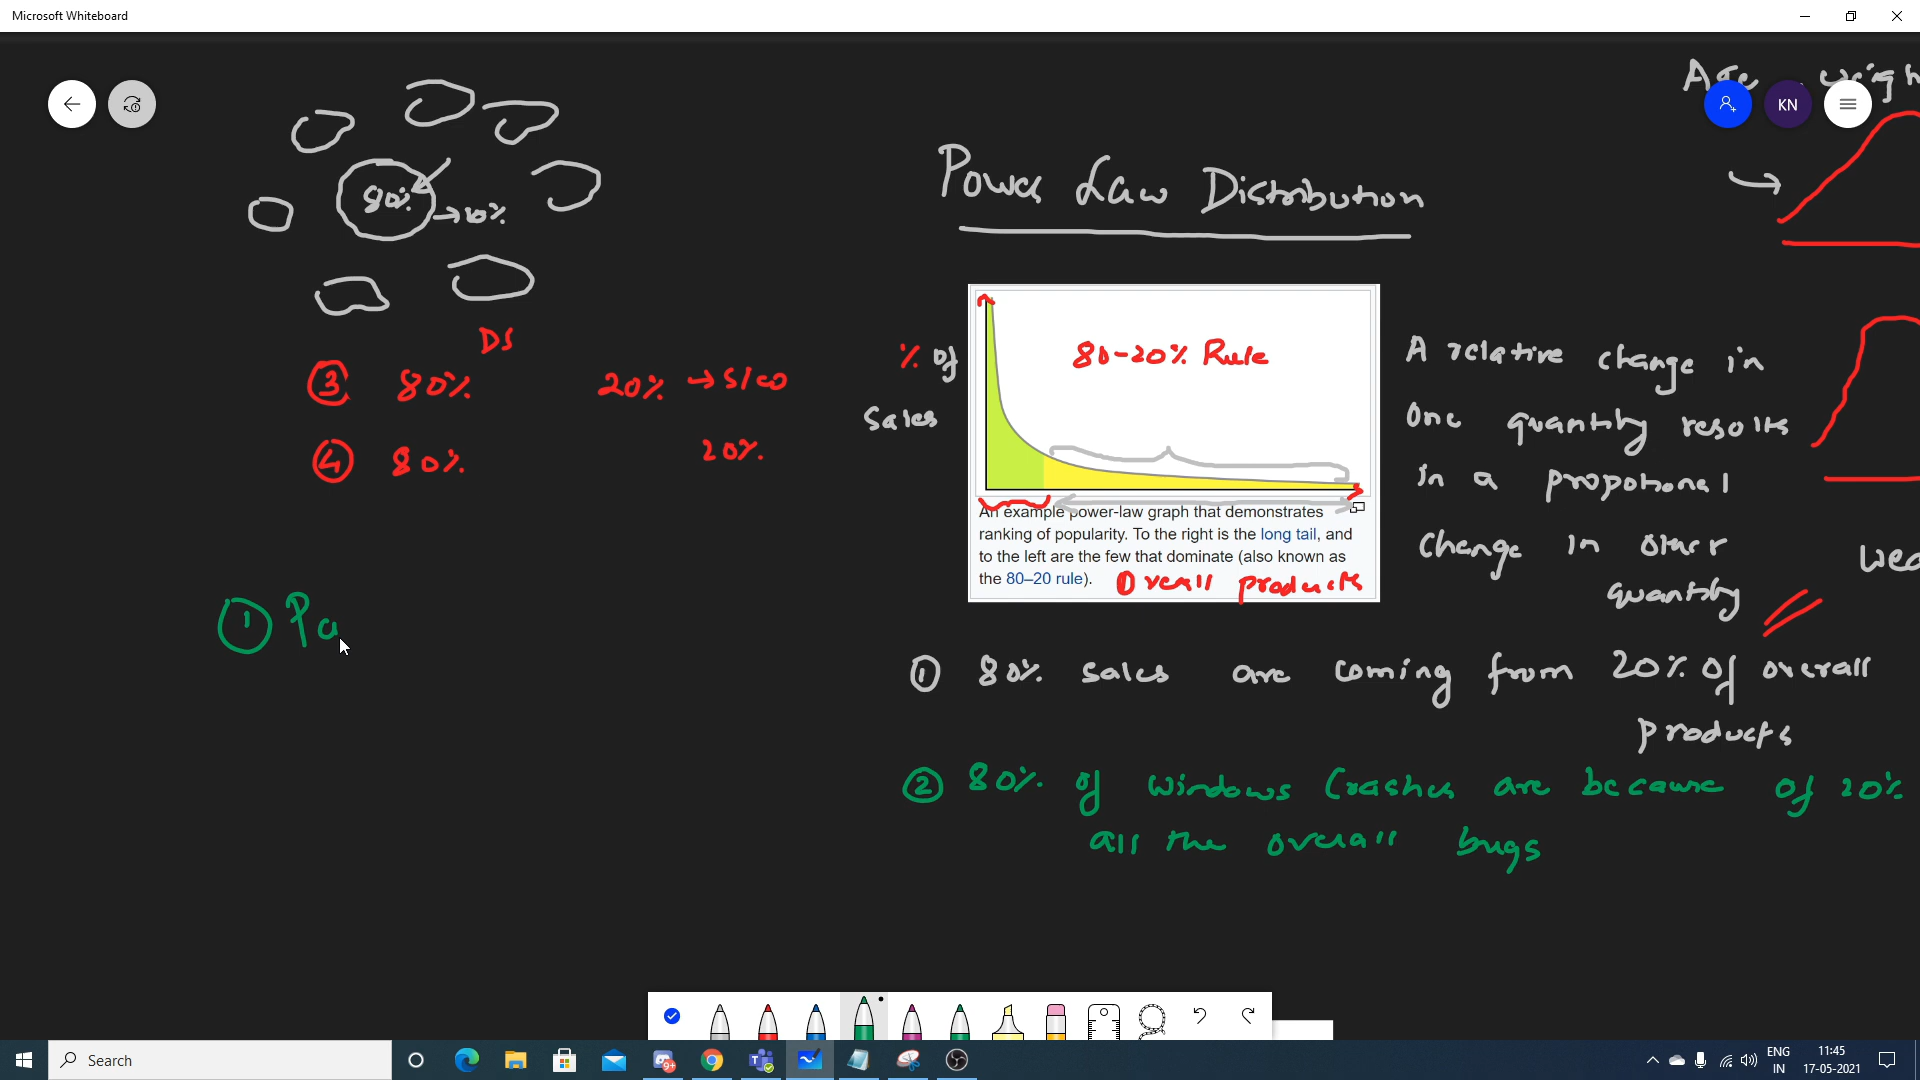 Microsoft Whiteboard
KN
80%
→ 10%
DS
③ 80% 20% →
④ 80% 20%
① Pa
Power Law Distribution
% of
Sales
80-20% Rule
An example power-law graph that demonstrates
ranking of popularity. To the right is the long tail, and
to the left are the few that dominate (also known as
the 80–20 rule).
Overall products
A relative change in
One quantity results
in a propotional
change in other
quantity
① 80% sales are coming from 20% of overall
products
② 80% of windows crashes are because of 20%
all the overall bugs
Search
9+
ENG
IN
11:45
17-05-2021